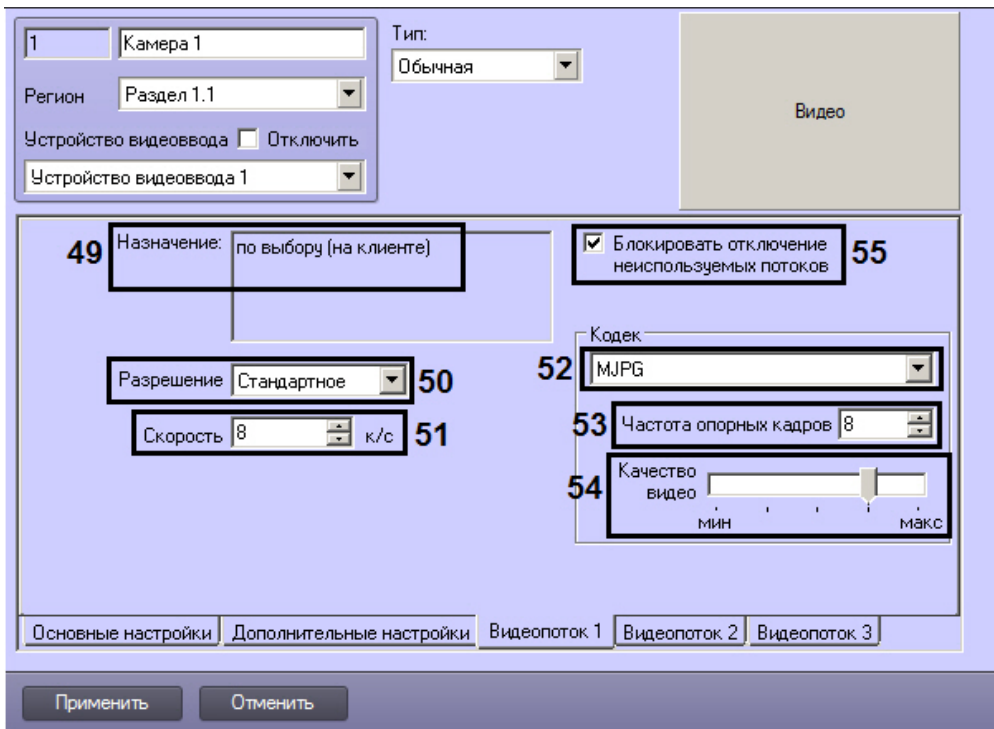 1
Камера 1
Тип:
Обычная
Регион
Раздел 1.1
Видео
Устройство видеоввода
Отключить
Устройство видеоввода 1
49
Назначение:
по выбору (на клиенте)
Блокировать отключение
неиспользуемых потоков
55
Кодек
52
MJPG
Разрешение
Стандартное
50
Скорость
8
к/с
51
53
Частота опорных кадров
8
54
Качество
видео
мин
макс
Основные настройки
Дополнительные настройки
Видеопоток 1
Видеопоток 2
Видеопоток 3
Применить
Отменить